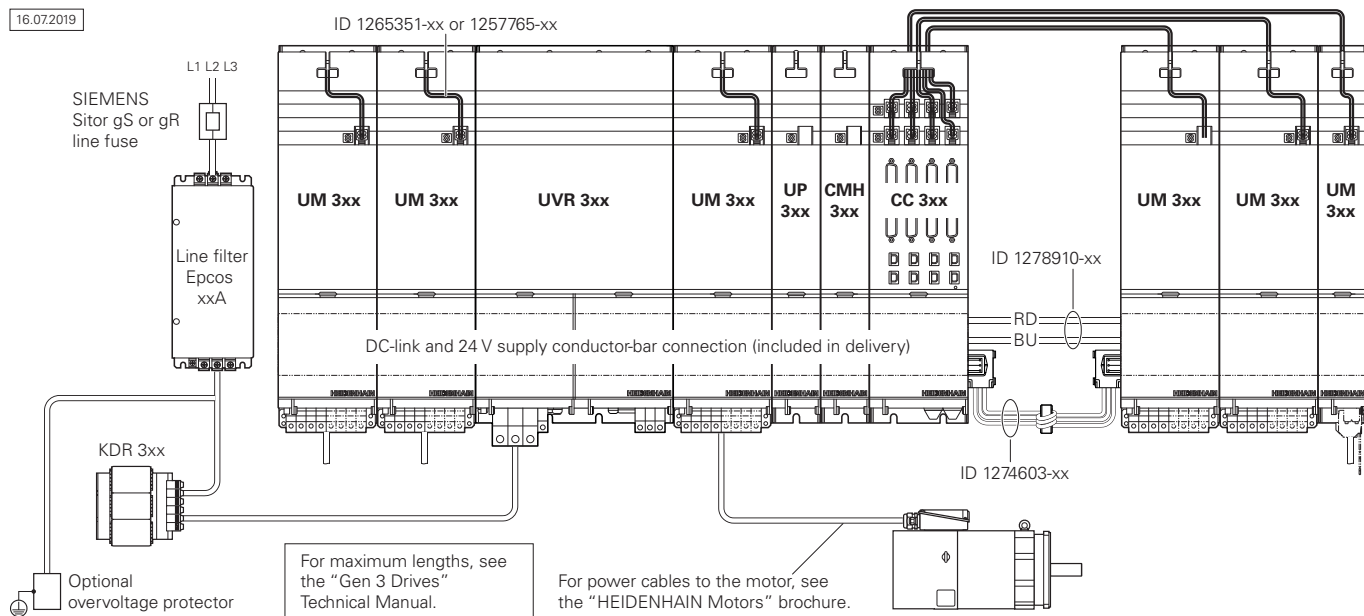 16.07.2019
ID 1265351-xx or 1257765-xx
L1 L2 L3
SIEMENS
Sitor gS or gR
line fuse
UM 3xx
UM 3xx
UVR 3xx
UM 3xx
UP
3xx
CMH
3xx
CC 3xx
UM 3xx
UM 3xx
UM
3xx
Line filter
Epcos
xxA
ID 1278910-xx
RD
BU
DC-link and 24 V supply conductor-bar connection (included in delivery)
HEIDENHAIN
HEIDENHAIN
HEIDENHAIN
HEIDENHAIN
HEIDENHAIN
HEIDENHAIN
HEIDENHAIN
HEIDENHAIN
HEIDENHAIN
HEIDENHAIN
KDR 3xx
ID 1274603-xx
Optional
overvoltage protector
For maximum lengths, see
the “Gen 3 Drives”
Technical Manual.
For power cables to the motor, see
the “HEIDENHAIN Motors” brochure.